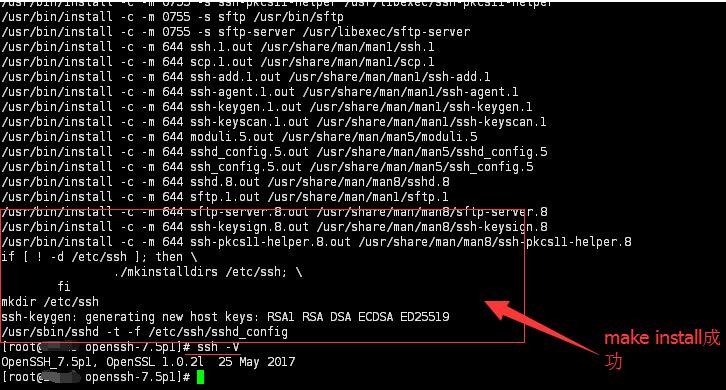 /usr/bin/install -c -m 0755 -s ssh-pkcs11-helper /usr/libexec/ssh-pkcs11-helper
/usr/bin/install -c -m 0755 -s sftp /usr/bin/sftp
/usr/bin/install -c -m 0755 -s sftp-server /usr/libexec/sftp-server
/usr/bin/install -c -m 644 ssh.1.out /usr/share/man/man1/ssh.1
/usr/bin/install -c -m 644 scp.1.out /usr/share/man/man1/scp.1
/usr/bin/install -c -m 644 ssh-add.1.out /usr/share/man/man1/ssh-add.1
/usr/bin/install -c -m 644 ssh-agent.1.out /usr/share/man/man1/ssh-agent.1
/usr/bin/install -c -m 644 ssh-keygen.1.out /usr/share/man/man1/ssh-keygen.1
/usr/bin/install -c -m 644 ssh-keyscan.1.out /usr/share/man/man1/ssh-keyscan.1
/usr/bin/install -c -m 644 moduli.5.out /usr/share/man/man5/moduli.5
/usr/bin/install -c -m 644 sshd_config.5.out /usr/share/man/man5/sshd_config.5
/usr/bin/install -c -m 644 ssh_config.5.out /usr/share/man/man5/ssh_config.5
/usr/bin/install -c -m 644 sshd.8.out /usr/share/man/man8/sshd.8
/usr/bin/install -c -m 644 sftp.1.out /usr/share/man/man1/sftp.1
/usr/bin/install -c -m 644 sftp-server.8.out /usr/share/man/man8/sftp-server.8
/usr/bin/install -c -m 644 ssh-keysign.8.out /usr/share/man/man8/ssh-keysign.8
/usr/bin/install -c -m 644 ssh-pkcs11-helper.8.out /usr/share/man/man8/ssh-pkcs11-helper.8
if [ ! -d /etc/ssh ]; then \
./mkinstalldirs /etc/ssh; \
fi
mkdir /etc/ssh
ssh-keygen: generating new host keys: RSA1 RSA DSA ECDSA ED25519
/usr/sbin/sshd -t -f /etc/ssh/sshd_config
[root@ openssh-7.5p1]# ssh -V
OpenSSH_7.5p1, OpenSSL 1.0.2l 25 May 2017
[root@ openssh-7.5p1]#
make install成
功